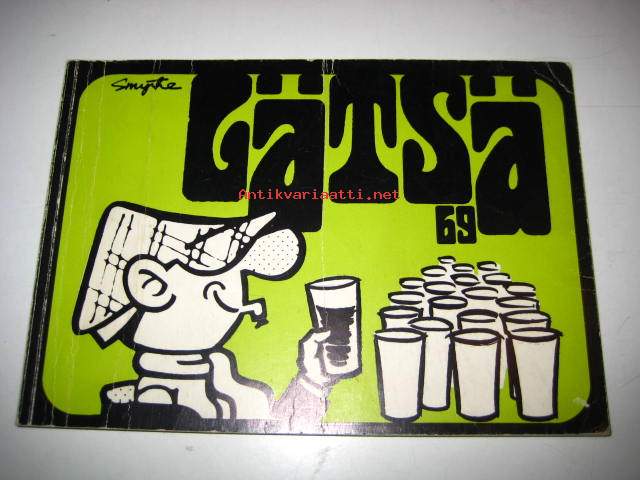 Smythe
LÄTSÄ
69
Antikvariaatti.net